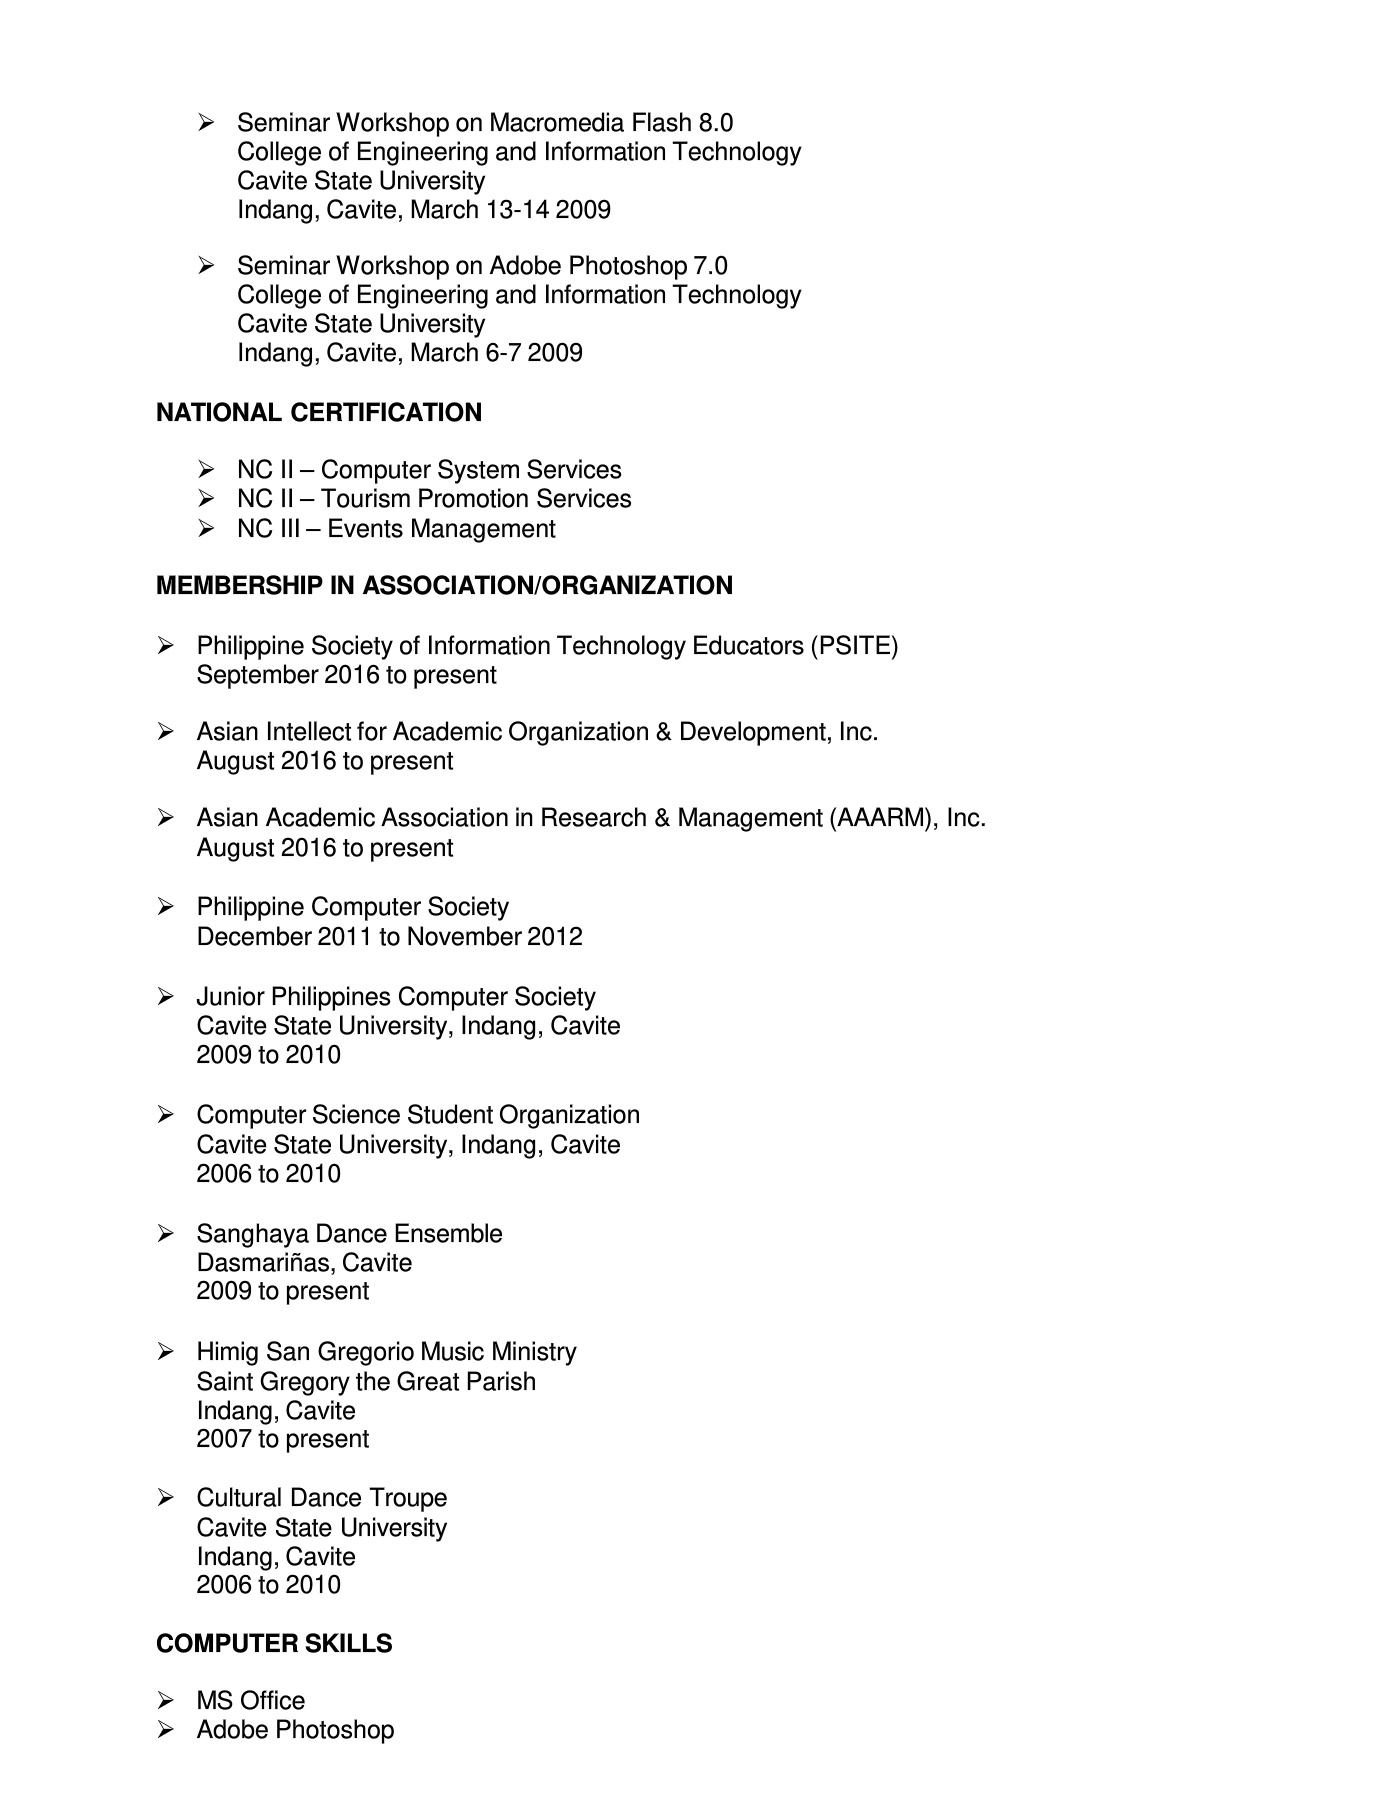 ➢ Seminar Workshop on Macromedia Flash 8.0
College of Engineering and Information Technology
Cavite State University
Indang, Cavite, March 13-14 2009
➢ Seminar Workshop on Adobe Photoshop 7.0
College of Engineering and Information Technology
Cavite State University
Indang, Cavite, March 6-7 2009
NATIONAL CERTIFICATION
➢ NC II – Computer System Services
➢ NC II – Tourism Promotion Services
➢ NC III – Events Management
MEMBERSHIP IN ASSOCIATION/ORGANIZATION
➢ Philippine Society of Information Technology Educators (PSITE)
September 2016 to present
➢ Asian Intellect for Academic Organization & Development, Inc.
August 2016 to present
➢ Asian Academic Association in Research & Management (AAARM), Inc.
August 2016 to present
➢ Philippine Computer Society
December 2011 to November 2012
➢ Junior Philippines Computer Society
Cavite State University, Indang, Cavite
2009 to 2010
➢ Computer Science Student Organization
Cavite State University, Indang, Cavite
2006 to 2010
➢ Sanghaya Dance Ensemble
Dasmariñas, Cavite
2009 to present
➢ Himig San Gregorio Music Ministry
Saint Gregory the Great Parish
Indang, Cavite
2007 to present
➢ Cultural Dance Troupe
Cavite State University
Indang, Cavite
2006 to 2010
COMPUTER SKILLS
➢ MS Office
➢ Adobe Photoshop